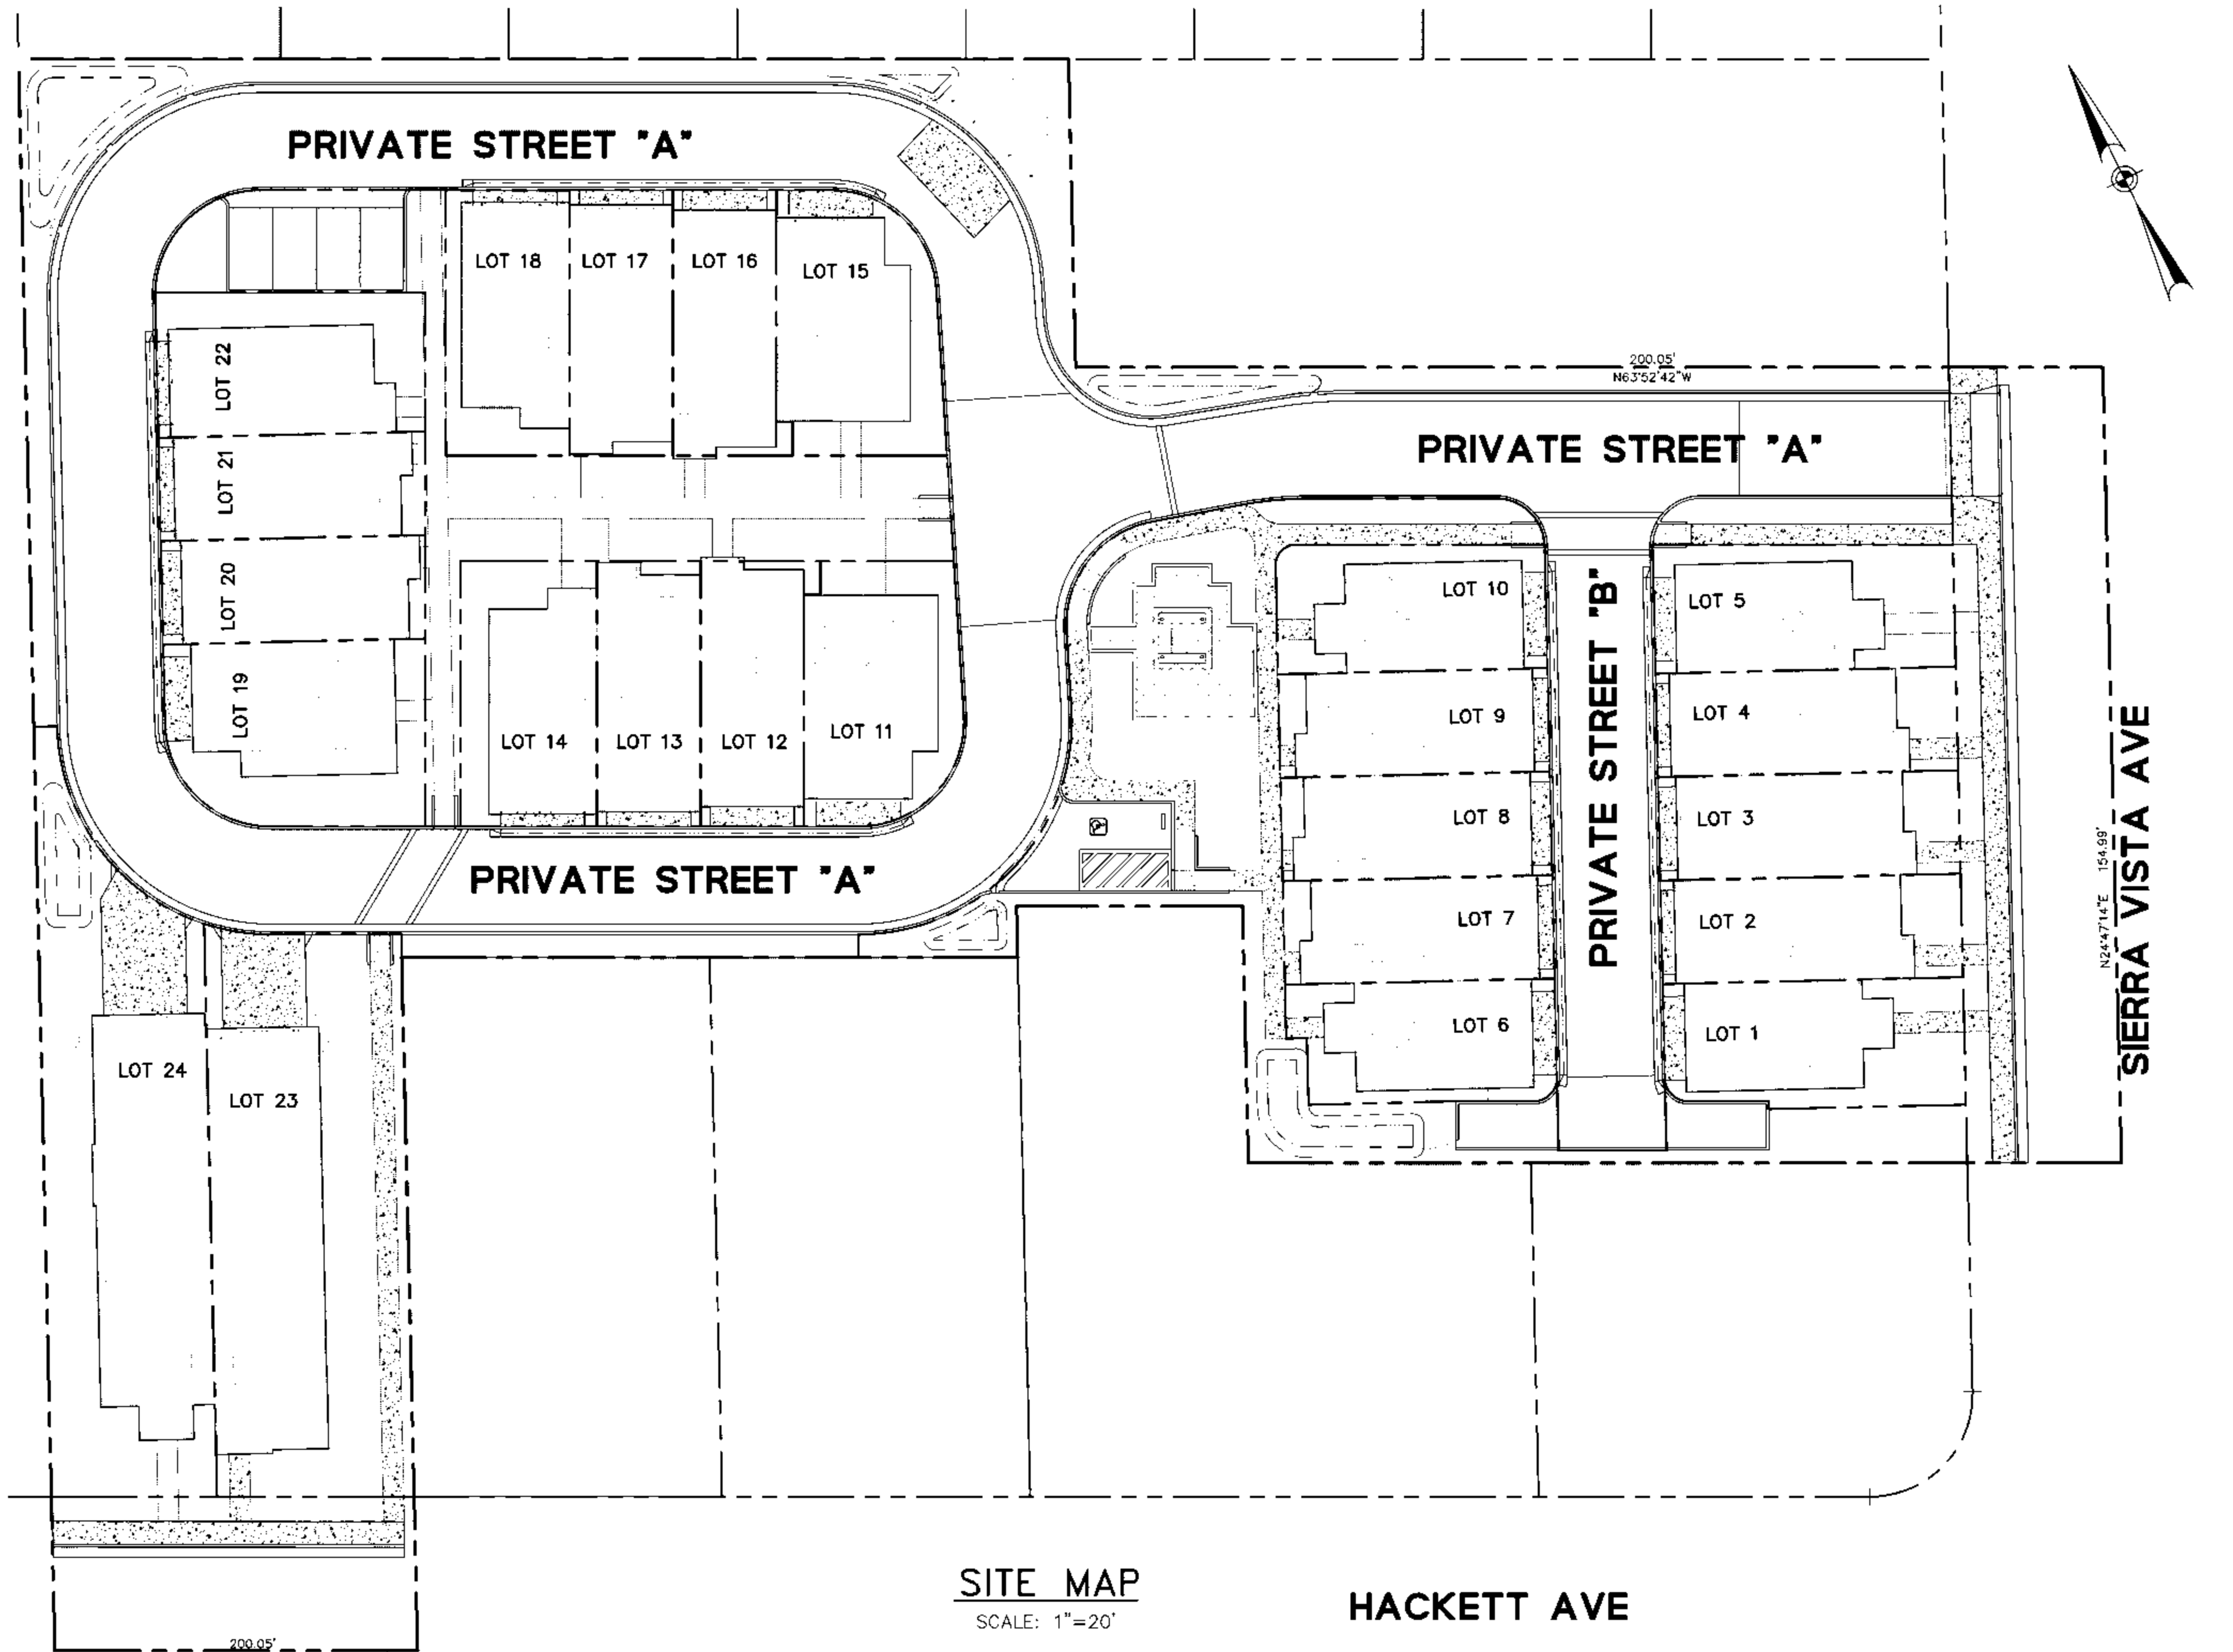 PRIVATE STREET "A"
LOT 18
LOT 17
LOT 16
LOT 15
LOT 22
LOT 21
LOT 20
LOT 19
LOT 14
LOT 13
LOT 12
LOT 11
PRIVATE STREET "A"
200.05'
N63°52'42"W
PRIVATE STREET "A"
LOT 10
LOT 9
LOT 8
LOT 7
LOT 6
PRIVATE STREET "B"
LOT 5
LOT 4
LOT 3
LOT 2
LOT 1
N24°47'14"E 154.99'
SIERRA VISTA AVE
LOT 24
LOT 23
200.05'
SITE MAP
SCALE: 1"=20'
HACKETT AVE